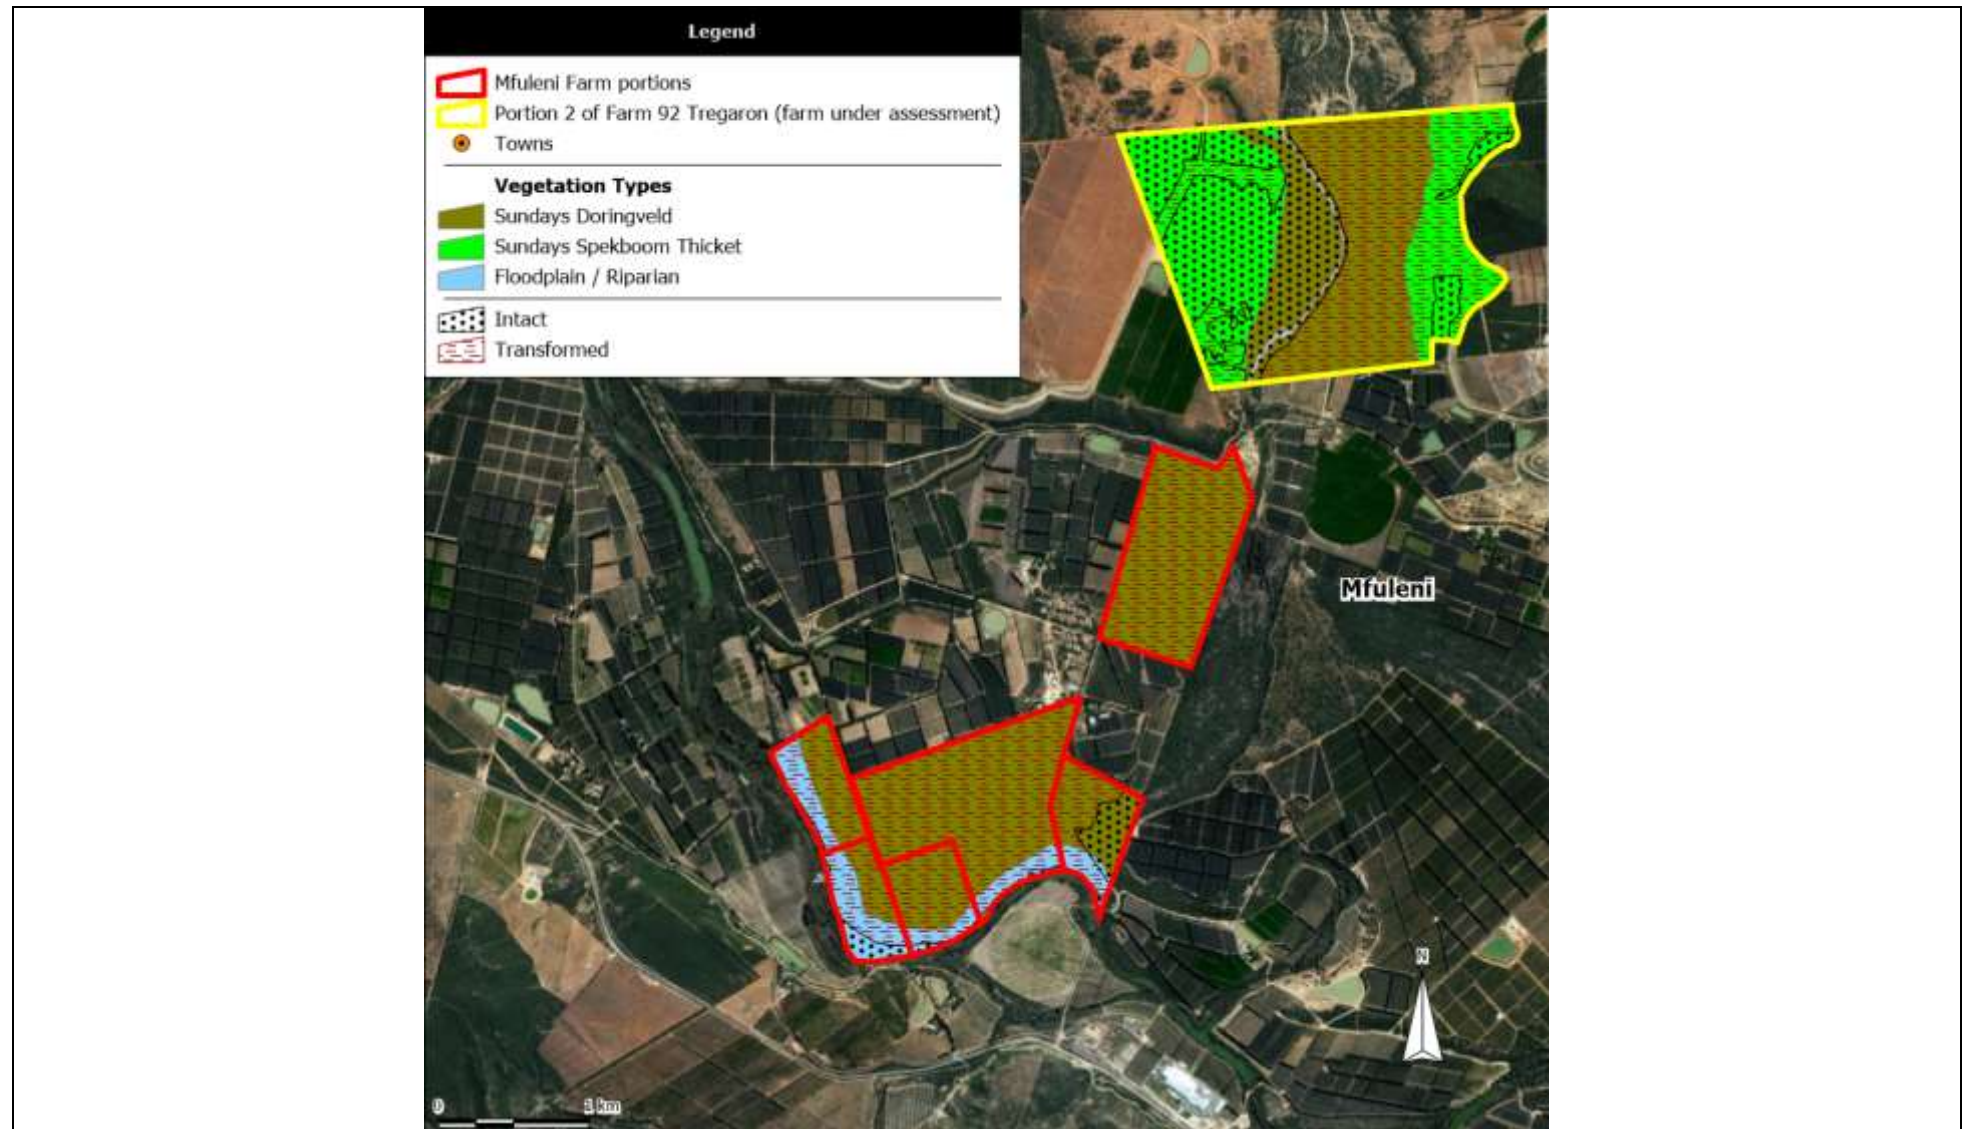 Legend
Mfuleni Farm portions
Portion 2 of Farm 92 Tregaron (farm under assessment)
Towns
Vegetation Types
Sundays Doringveld
Sundays Spekboom Thicket
Floodplain / Riparian
Intact
Transformed
Mfuleni
N
0 1 km